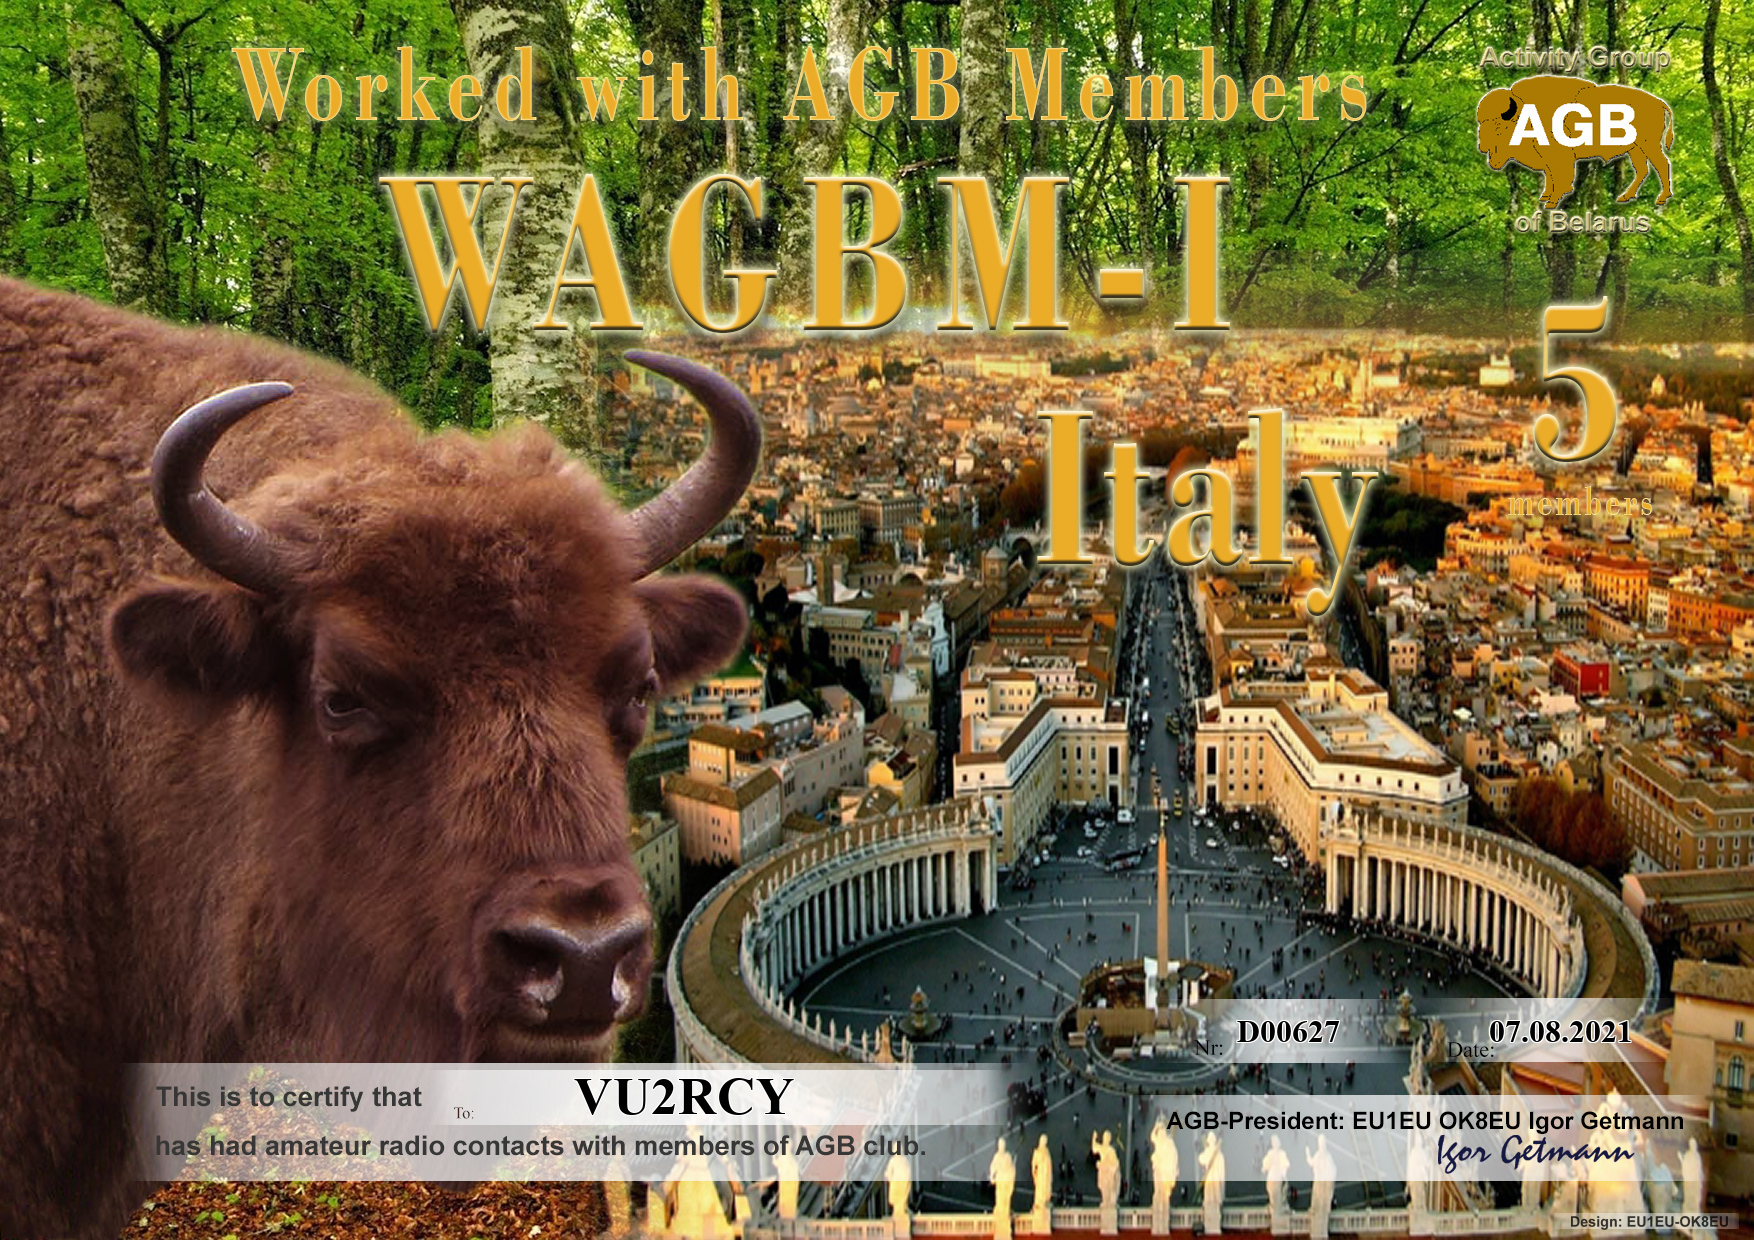 Worked with AGB Members
Activity Group
AGB
of Belarus
WAGBM-I
Italy
5
members
Nr: D00627
Date: 07.08.2021
This is to certify that
To: VU2RCY
has had amateur radio contacts with members of AGB club.
AGB-President: EU1EU OK8EU Igor Getmann
Igor Getmann
Design: EU1EU-OK8EU